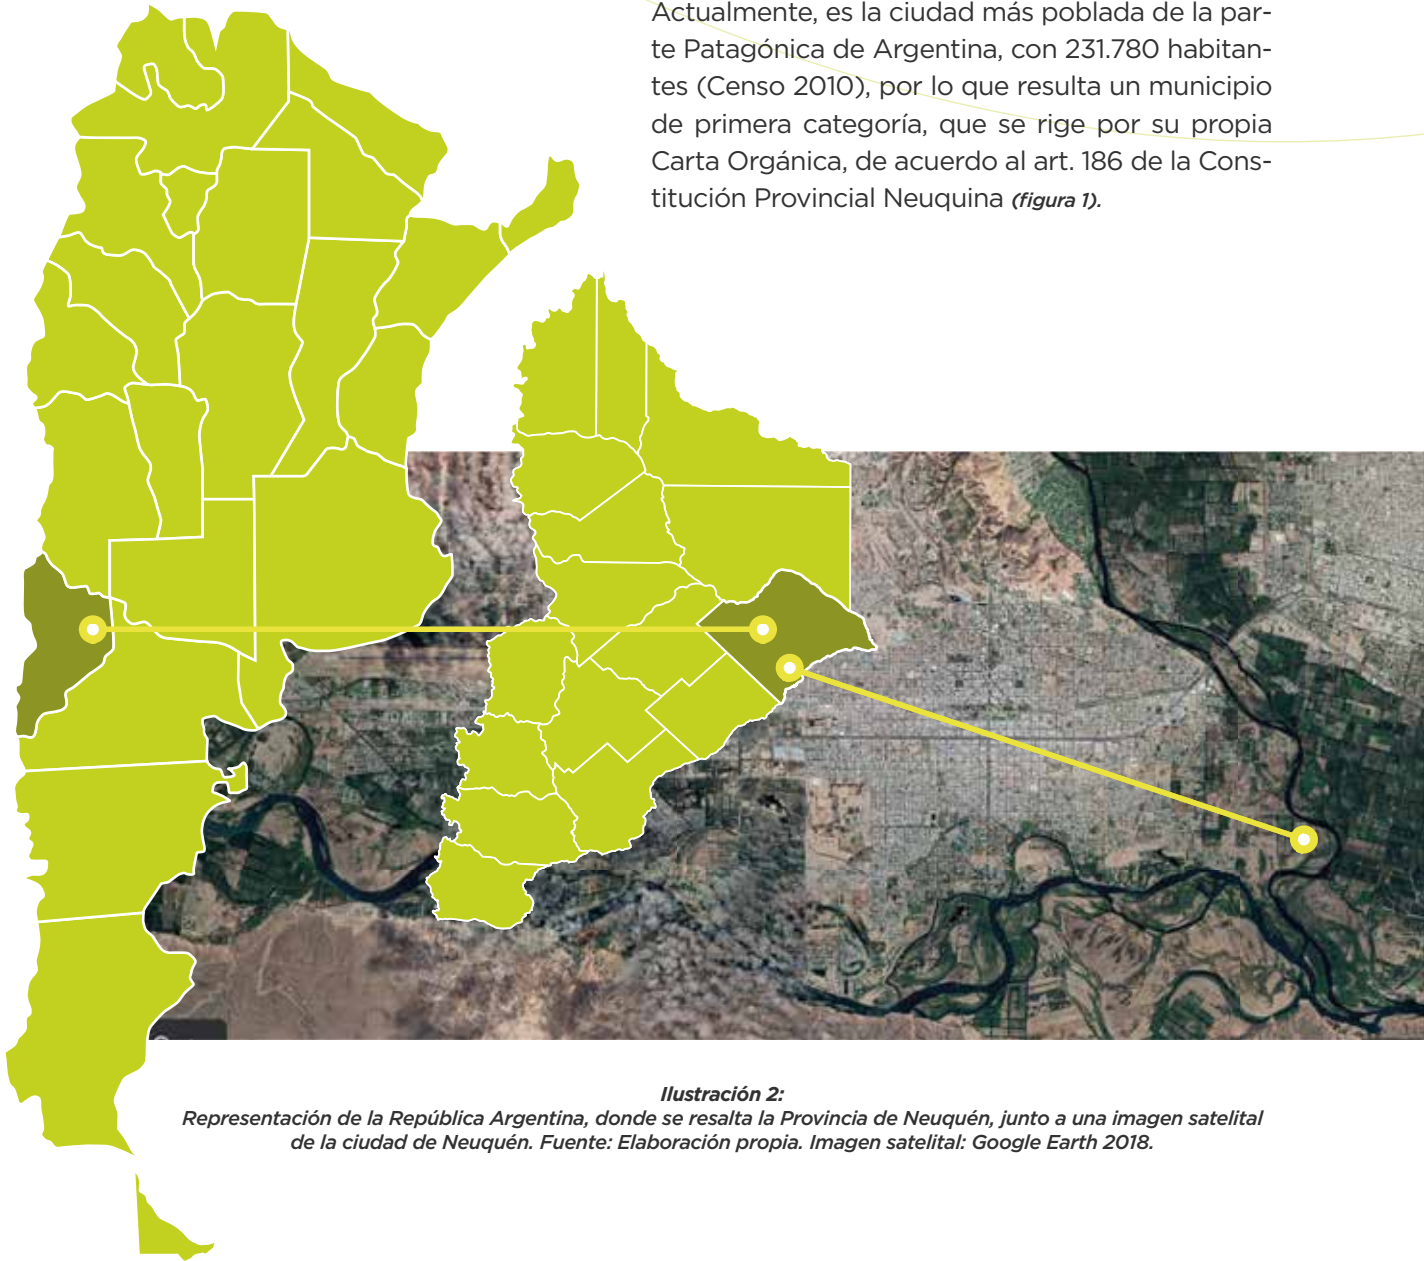 Actualmente, es la ciudad más poblada de la par-
te Patagónica de Argentina, con 231.780 habitan-
tes (Censo 2010), por lo que resulta un municipio
de primera categoría, que se rige por su propia
Carta Orgánica, de acuerdo al art. 186 de la Cons-
titución Provincial Neuquina (figura 1).
Ilustración 2:
Representación de la República Argentina, donde se resalta la Provincia de Neuquén, junto a una imagen satelital
de la ciudad de Neuquén. Fuente: Elaboración propia. Imagen satelital: Google Earth 2018.